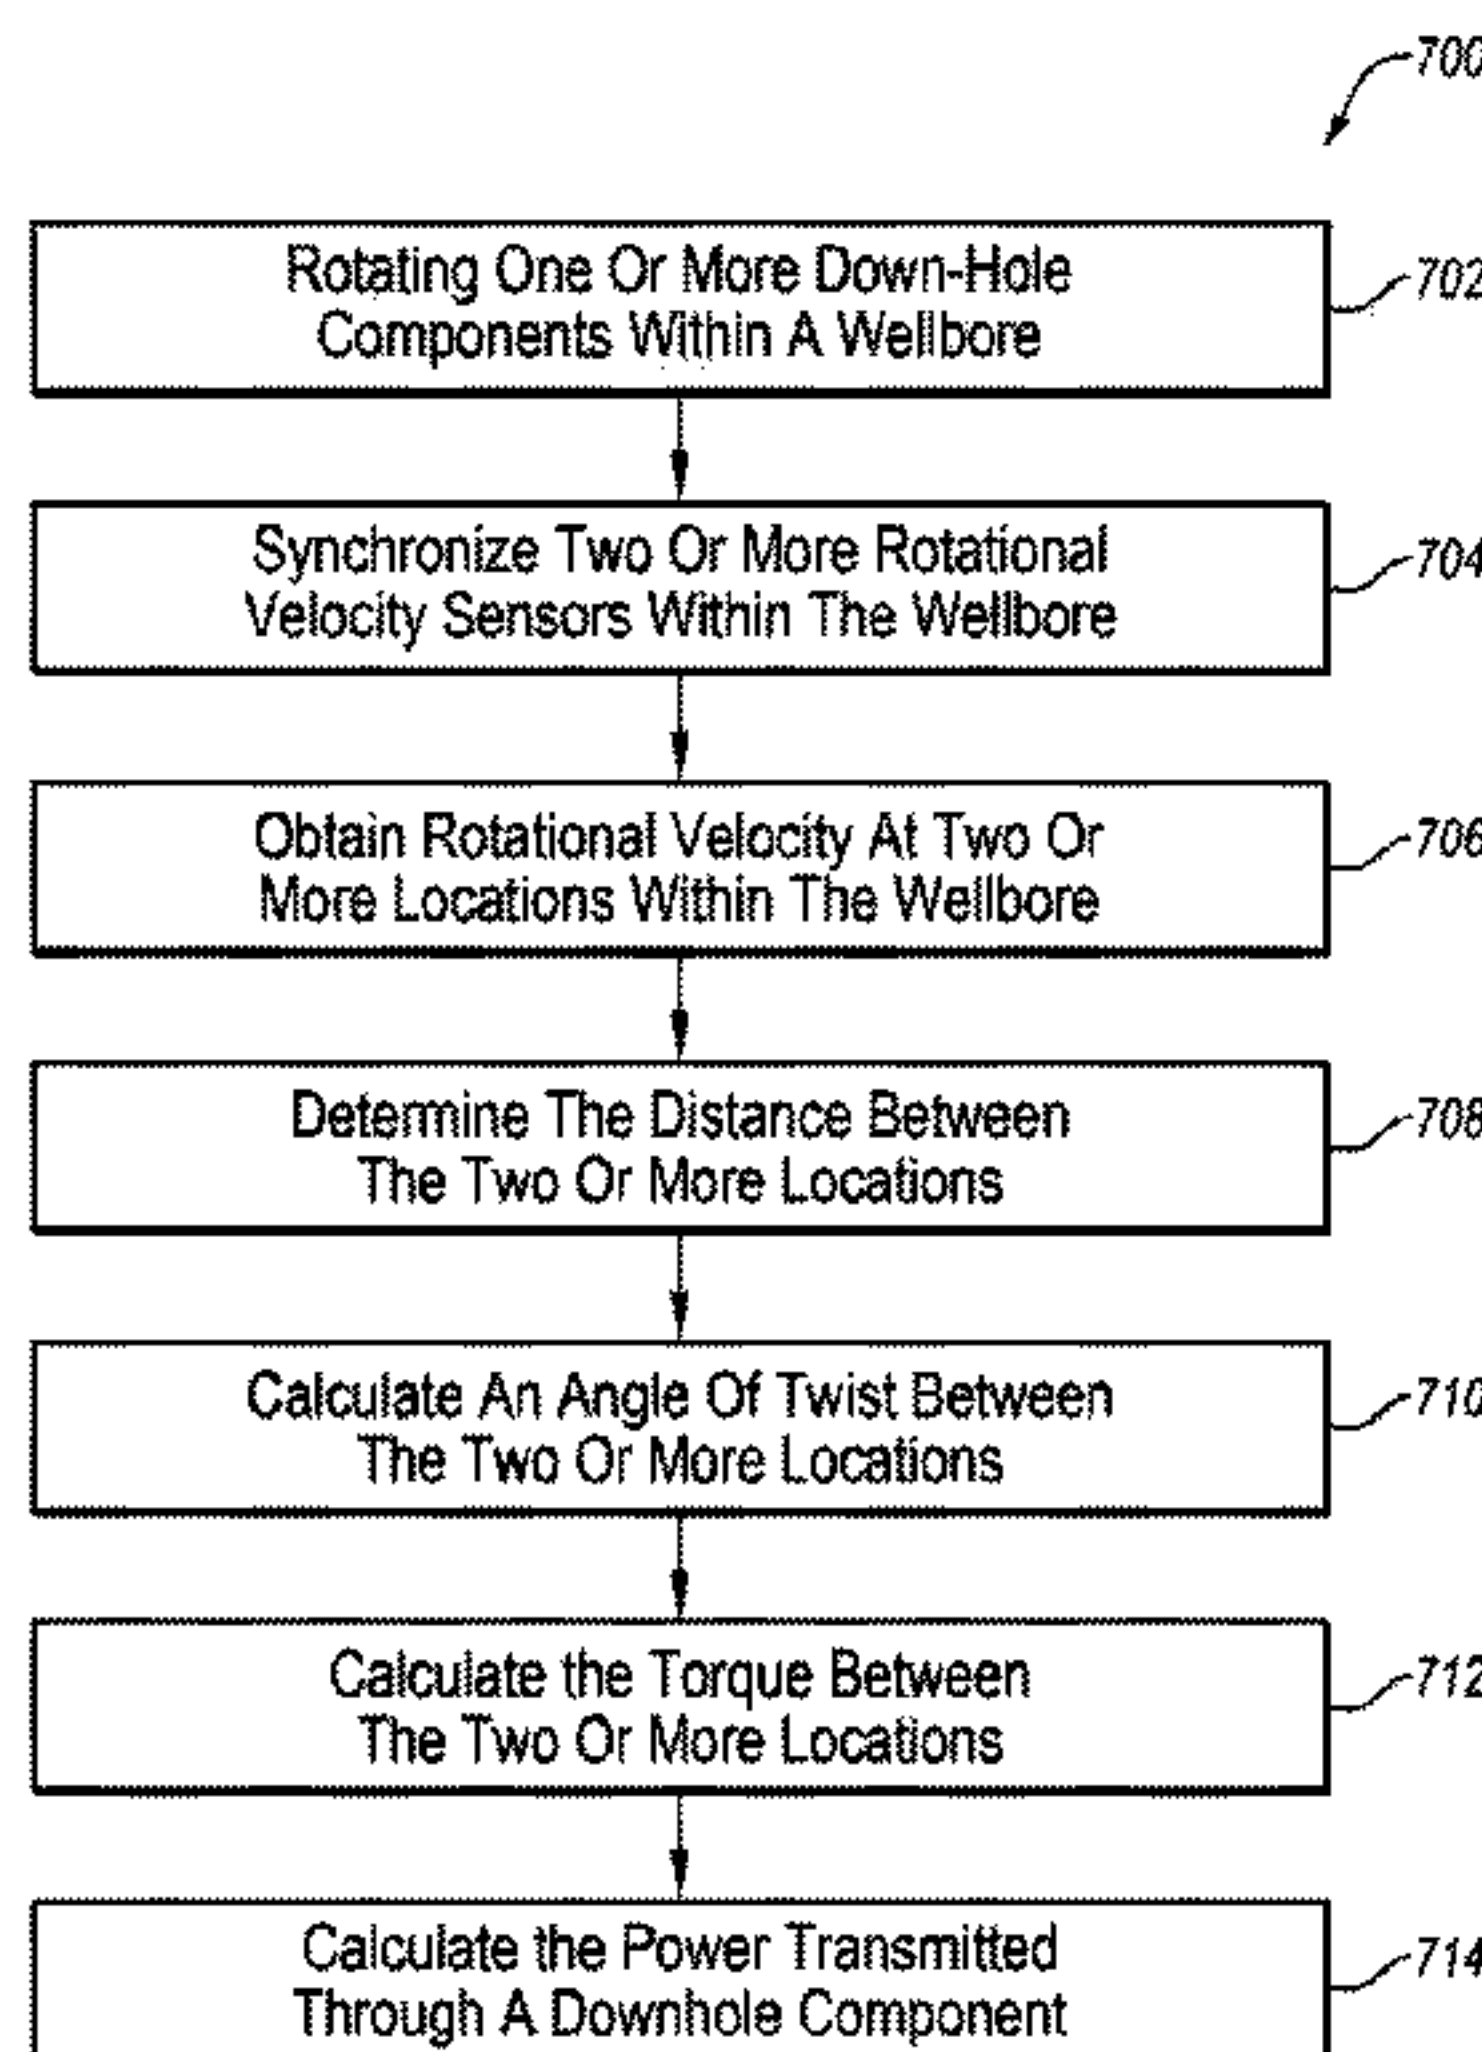 700
Rotating One Or More Down-Hole
Components Within A Wellbore
702
Synchronize Two Or More Rotational
Velocity Sensors Within The Wellbore
704
Obtain Rotational Velocity At Two Or
More Locations Within The Wellbore
706
Determine The Distance Between
The Two Or More Locations
708
Calculate An Angle Of Twist Between
The Two Or More Locations
710
Calculate the Torque Between
The Two Or More Locations
712
Calculate the Power Transmitted
Through A Downhole Component
714